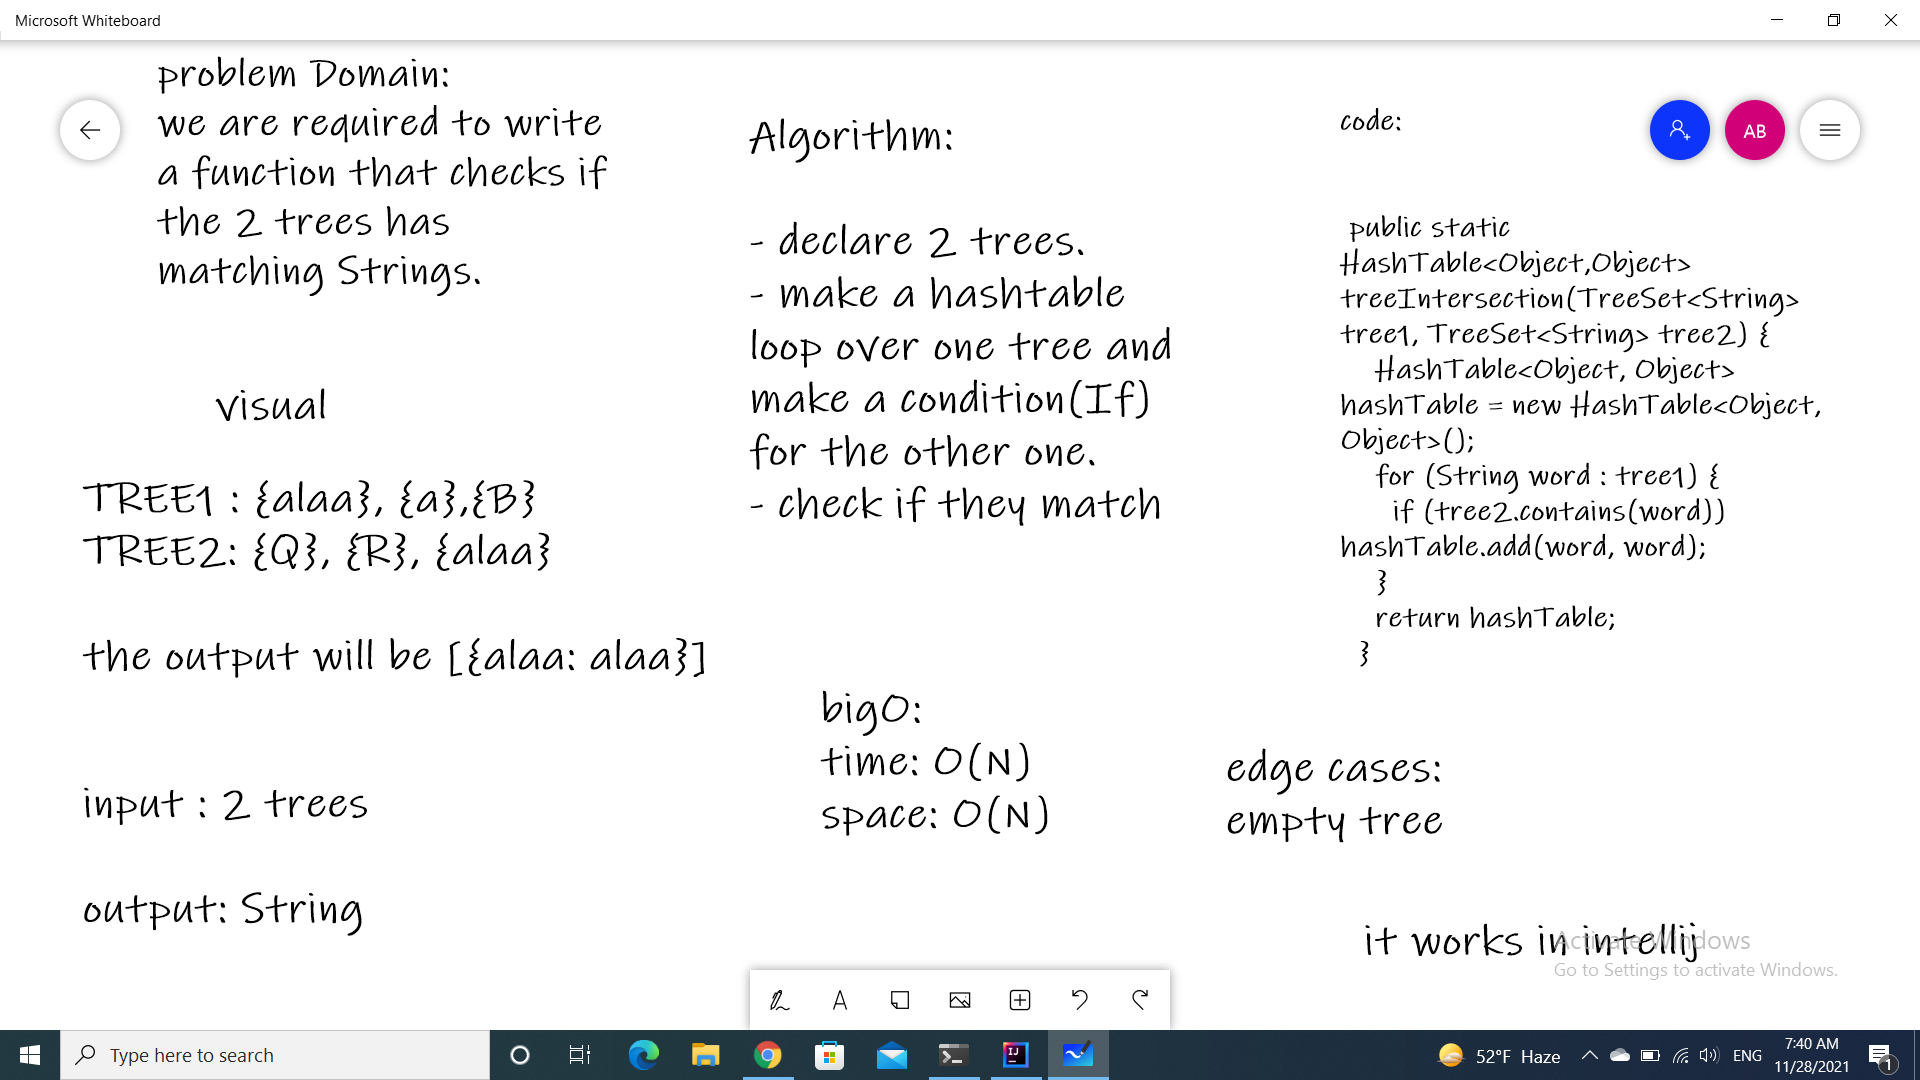 Microsoft Whiteboard
problem Domain:
we are required to write
a function that checks if
the 2 trees has
matching Strings.
visual
TREE1 : {alaa}, {a},{B}
TREE2: {Q}, {R}, {alaa}
the output will be [{alaa: alaa}]
input : 2 trees
output: String
Algorithm:
- declare 2 trees.
- make a hashtable
loop over one tree and
make a condition(If)
for the other one.
- check if they match
bigO:
time: O(N)
space: O(N)
code:
AB
public static
HashTable<Object,Object>
treeIntersection(TreeSet<String>
tree1, TreeSet<String> tree2) {
HashTable<Object, Object>
hashTable = new HashTable<Object,
Object>();
for (String word : tree1) {
if (tree2.contains(word))
hashTable.add(word, word);
}
return hashTable;
}
edge cases:
empty tree
it works in intellij
Activate Windows
Go to Settings to activate Windows.
Type here to search
IJ
52°F Haze
ENG
7:40 AM
11/28/2021
1